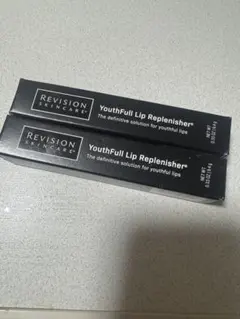 REVISION
SKINCARE®
YouthFull Lip Replenisher®
The definitive solution for youthful lips
REVISION
SKINCARE®
YouthFull Lip Replenisher®
The definitive solution for youthful lips